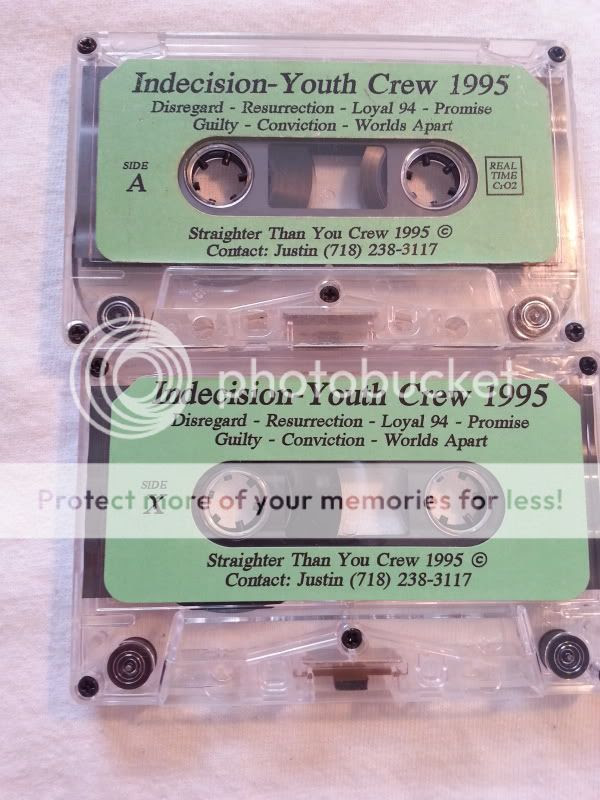 Indecision-Youth Crew 1995
Disregard - Resurrection - Loyal 94 - Promise
Guilty - Conviction - Worlds Apart
SIDE
A
REAL
TIME
CrO2
Straighter Than You Crew 1995 ©
Contact: Justin (718) 238-3117
photobucket
Indecision-Youth Crew 1995
Disregard - Resurrection - Loyal 94 - Promise
Guilty - Conviction - Worlds Apart
Protect more of your memories for less!
SIDE
X
Straighter Than You Crew 1995 ©
Contact: Justin (718) 238-3117